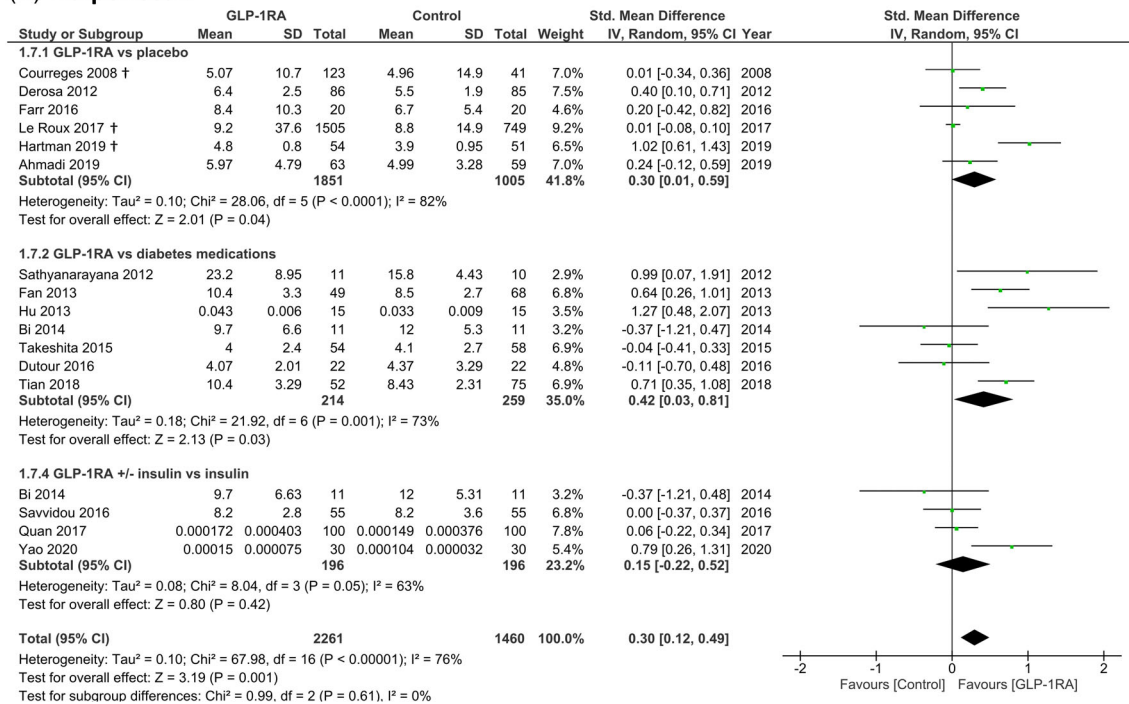 GLP-1RA Control Std. Mean Difference Std. Mean Difference
Study or Subgroup Mean SD Total Mean SD Total Weight IV, Random, 95% CI Year IV, Random, 95% CI
1.7.1 GLP-1RA vs placebo
Courreges 2008 † 5.07 10.7 123 4.96 14.9 41 7.0% 0.01 [-0.34, 0.36] 2008
Derosa 2012 6.4 2.5 86 5.5 1.9 85 7.5% 0.40 [0.10, 0.71] 2012
Farr 2016 8.4 10.3 20 6.7 5.4 20 4.6% 0.20 [-0.42, 0.82] 2016
Le Roux 2017 † 9.2 37.6 1505 8.8 14.9 749 9.2% 0.01 [-0.08, 0.10] 2017
Hartman 2019 † 4.8 0.8 54 3.9 0.95 51 6.5% 1.02 [0.61, 1.43] 2019
Ahmadi 2019 5.97 4.79 63 4.99 3.28 59 7.0% 0.24 [-0.12, 0.59] 2019
Subtotal (95% CI) 1851 1005 41.8% 0.30 [0.01, 0.59]
Heterogeneity: Tau² = 0.10; Chi² = 28.06, df = 5 (P < 0.0001); I² = 82%
Test for overall effect: Z = 2.01 (P = 0.04)
1.7.2 GLP-1RA vs diabetes medications
Sathyanarayana 2012 23.2 8.95 11 15.8 4.43 10 2.9% 0.99 [0.07, 1.91] 2012
Fan 2013 10.4 3.3 49 8.5 2.7 68 6.8% 0.64 [0.26, 1.01] 2013
Hu 2013 0.043 0.006 15 0.033 0.009 15 3.5% 1.27 [0.48, 2.07] 2013
Bi 2014 9.7 6.6 11 12 5.3 11 3.2% -0.37 [-1.21, 0.47] 2014
Takeshita 2015 4 2.4 54 4.1 2.7 58 6.9% -0.04 [-0.41, 0.33] 2015
Dutour 2016 4.07 2.01 22 4.37 3.29 22 4.8% -0.11 [-0.70, 0.48] 2016
Tian 2018 10.4 3.29 52 8.43 2.31 75 6.9% 0.71 [0.35, 1.08] 2018
Subtotal (95% CI) 214 259 35.0% 0.42 [0.03, 0.81]
Heterogeneity: Tau² = 0.18; Chi² = 21.92, df = 6 (P = 0.001); I² = 73%
Test for overall effect: Z = 2.13 (P = 0.03)
1.7.4 GLP-1RA +/- insulin vs insulin
Bi 2014 9.7 6.63 11 12 5.31 11 3.2% -0.37 [-1.21, 0.48] 2014
Savvidou 2016 8.2 2.8 55 8.2 3.6 55 6.8% 0.00 [-0.37, 0.37] 2016
Quan 2017 0.000172 0.000403 100 0.000149 0.000376 100 7.8% 0.06 [-0.22, 0.34] 2017
Yao 2020 0.00015 0.000075 30 0.000104 0.000032 30 5.4% 0.79 [0.26, 1.31] 2020
Subtotal (95% CI) 196 196 23.2% 0.15 [-0.22, 0.52]
Heterogeneity: Tau² = 0.08; Chi² = 8.04, df = 3 (P = 0.05); I² = 63%
Test for overall effect: Z = 0.80 (P = 0.42)
Total (95% CI) 2261 1460 100.0% 0.30 [0.12, 0.49]
Heterogeneity: Tau² = 0.10; Chi² = 67.98, df = 16 (P < 0.00001); I² = 76%
Test for overall effect: Z = 3.19 (P = 0.001)
Test for subgroup differences: Chi² = 0.99, df = 2 (P = 0.61), I² = 0%
-2 -1 0 1 2
Favours [Control] Favours [GLP-1RA]